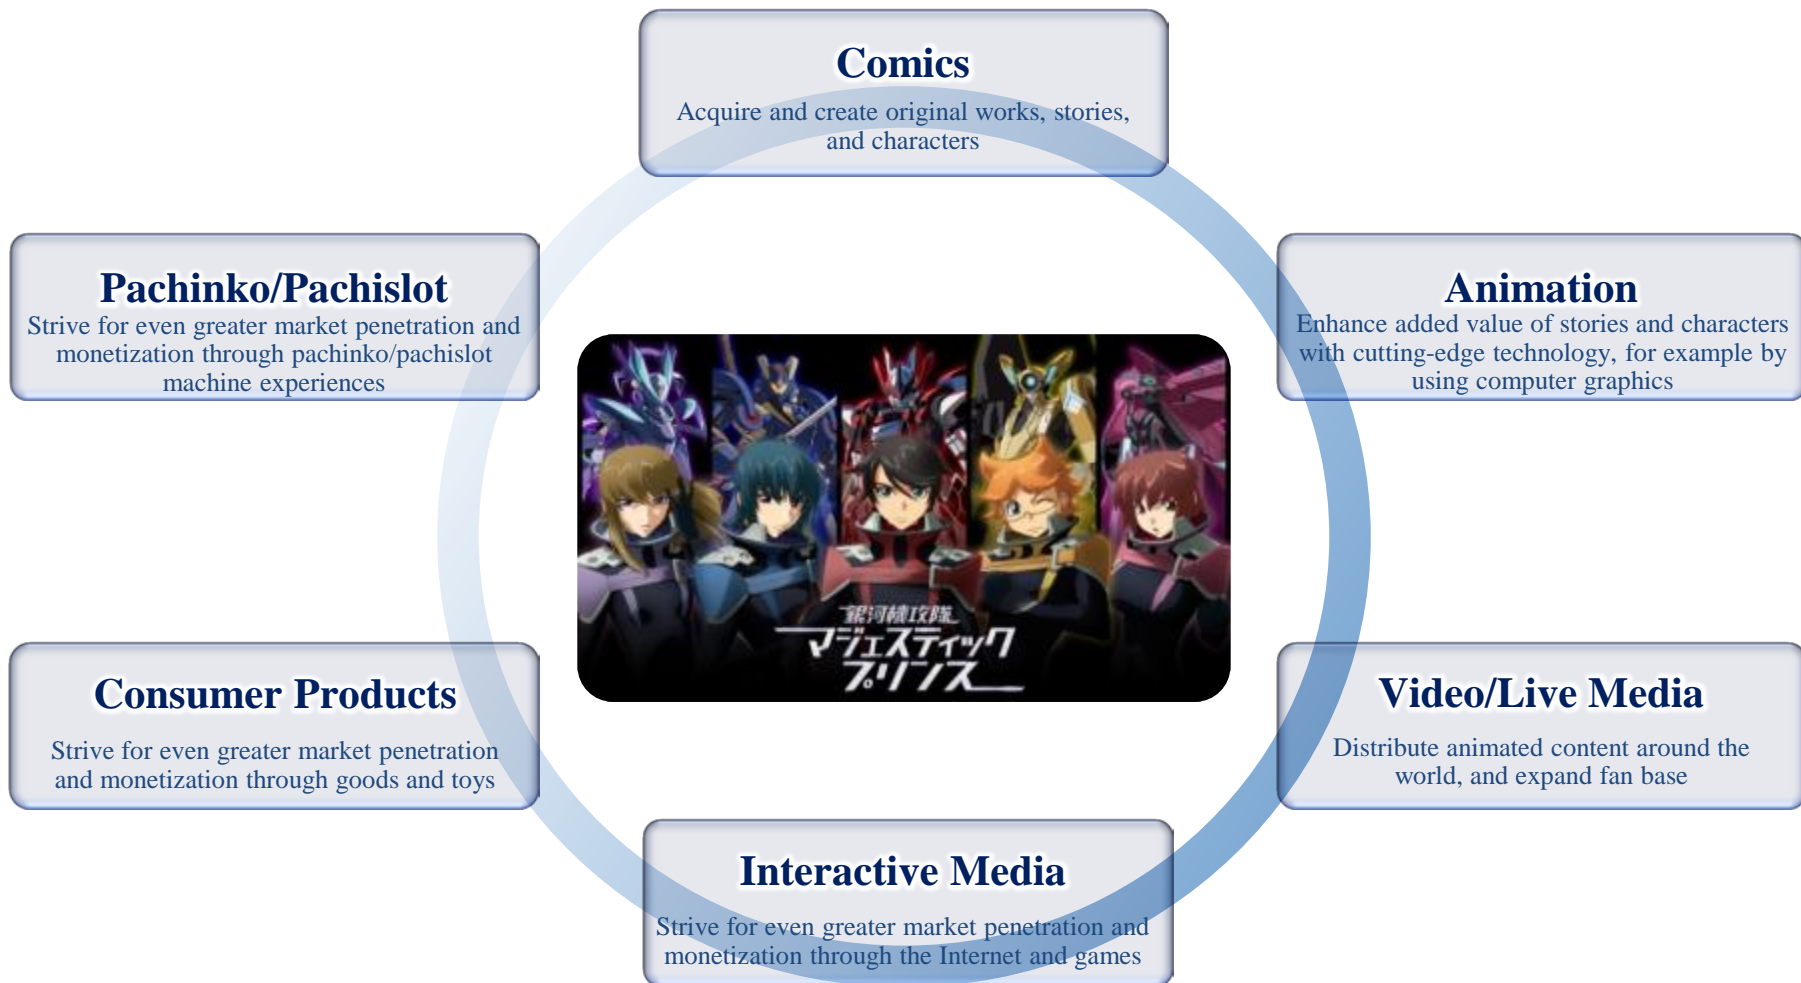 Comics
Acquire and create original works, stories,
and characters
Pachinko/Pachislot
Strive for even greater market penetration and
monetization through pachinko/pachislot
machine experiences
Animation
Enhance added value of stories and characters
with cutting-edge technology, for example by
using computer graphics
銀河機攻隊
マジェスティック
プリンス
Consumer Products
Strive for even greater market penetration
and monetization through goods and toys
Video/Live Media
Distribute animated content around the
world, and expand fan base
Interactive Media
Strive for even greater market penetration and
monetization through the Internet and games